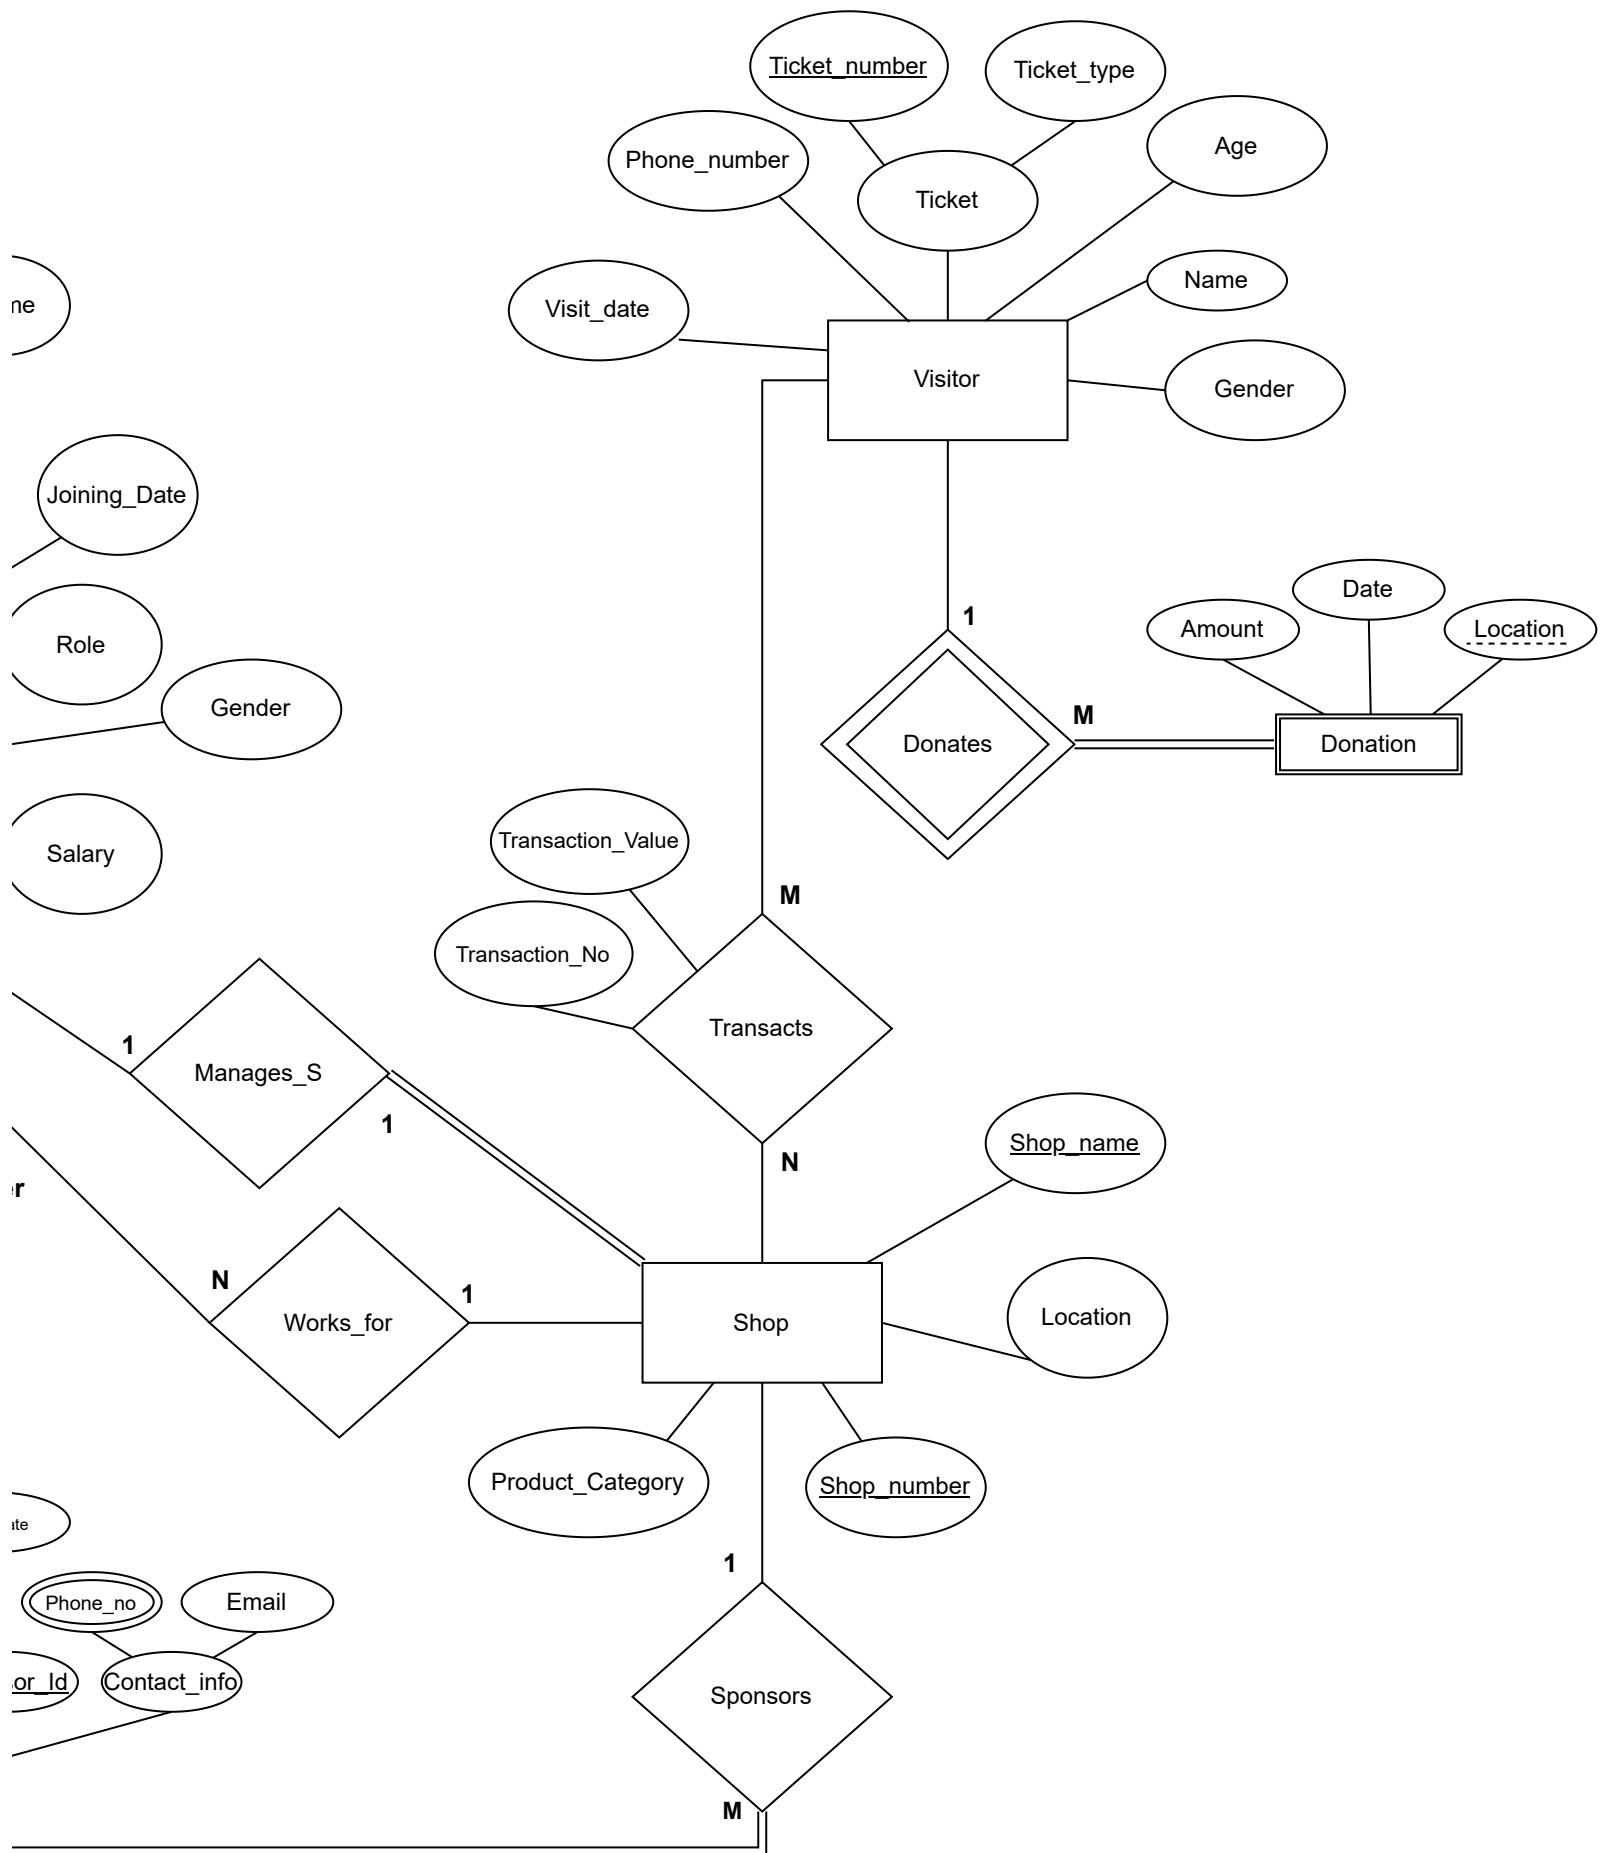 Ticket_number
Ticket_type
Age
Phone_number
Ticket
Name
Visit_date
Visitor
Gender
Joining_Date
Role
Gender
Salary
1
Date
Amount
Location
M
Donates
Donation
Transaction_Value
M
Transaction_No
Transacts
1
Manages_S
1
N
Shop_name
N
1
Works_for
Shop
Location
Product_Category
Shop_number
1
Phone_no
Email
Contact_info
Sponsors
M